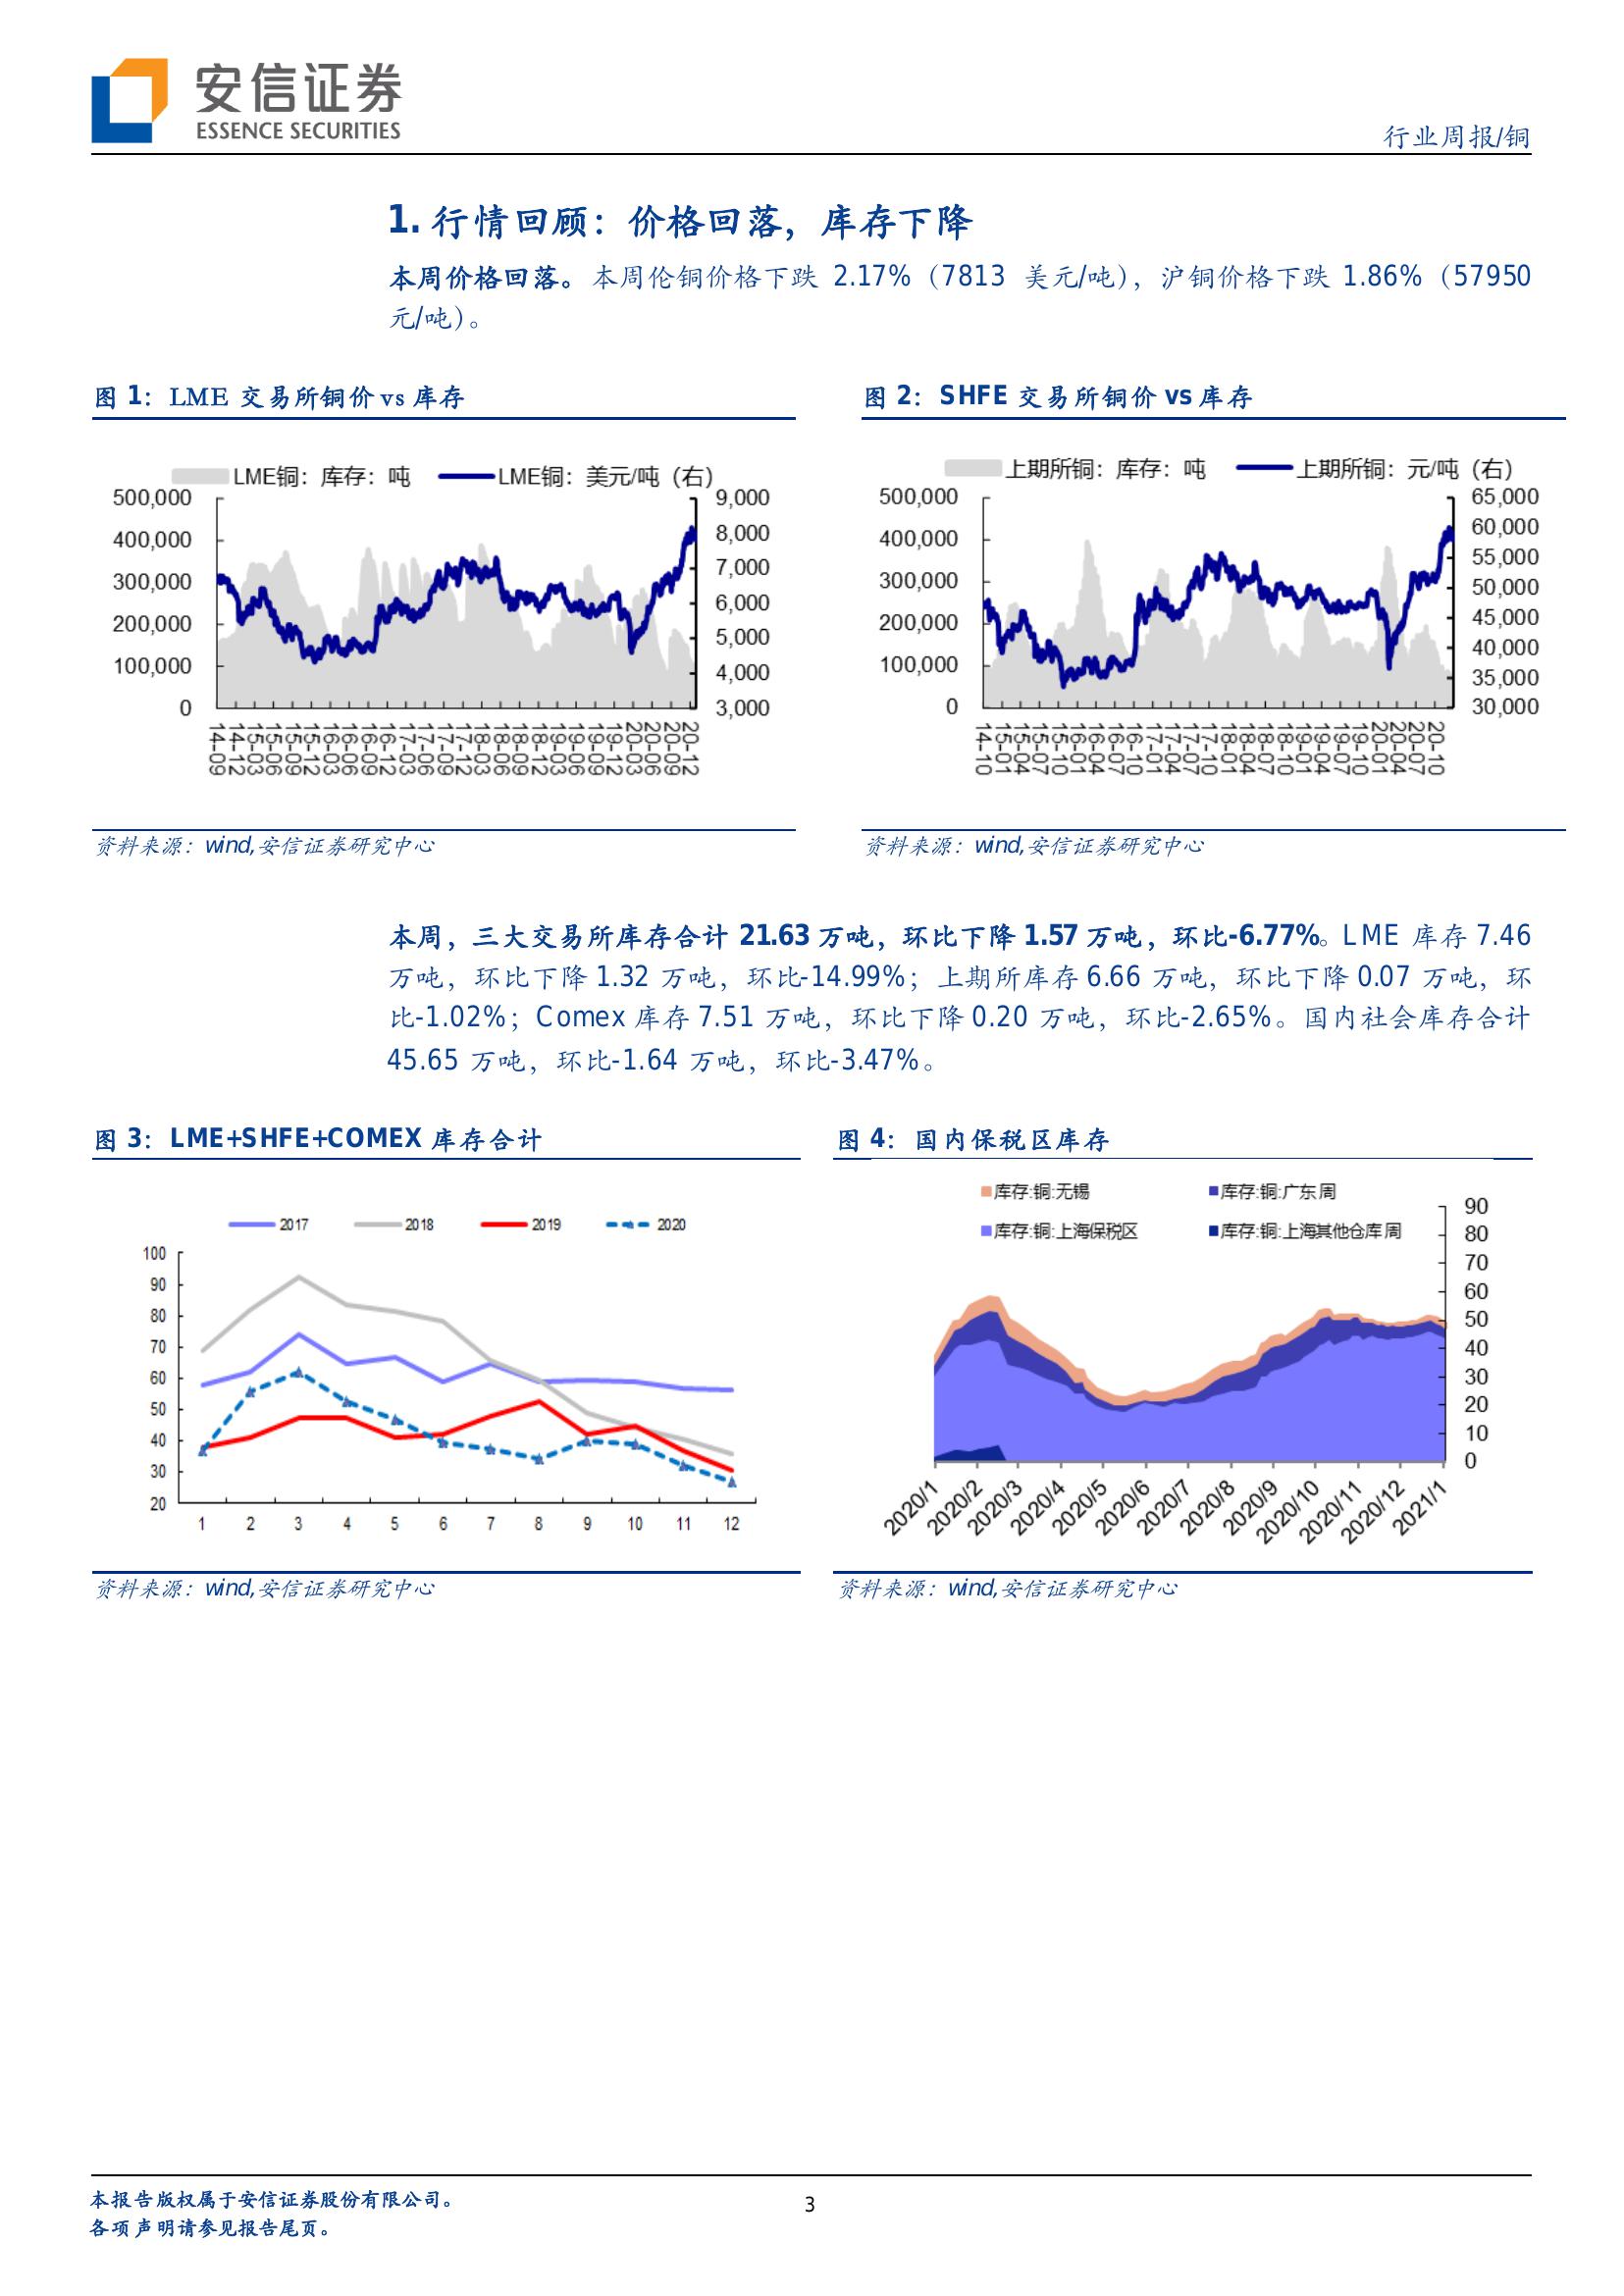 安信证券
ESSENCE SECURITIES
行业周报/铜
1. 行情回顾：价格回落，库存下降
本周价格回落。本周伦铜价格下跌 2.17%（7813 美元/吨），沪铜价格下跌 1.86%（57950
元/吨）。
图 1：LME 交易所铜价 vs 库存
LME铜：库存：吨 LME铜：美元/吨（右）
500,000
400,000
300,000
200,000
100,000
0
9,000
8,000
7,000
6,000
5,000
4,000
3,000
14-09 14-12 15-03 15-06 15-09 15-12 16-03 16-06 16-09 16-12 17-03 17-06 17-09 17-12 18-03 18-06 18-09 18-12 19-03 19-06 19-09 19-12 20-03 20-06 20-09 20-12
资料来源：wind,安信证券研究中心
图 2：SHFE 交易所铜价 vs 库存
上期所铜：库存：吨 上期所铜：元/吨（右）
500,000
400,000
300,000
200,000
100,000
0
65,000
60,000
55,000
50,000
45,000
40,000
35,000
30,000
14-10 15-01 15-04 15-07 15-10 16-01 16-04 16-07 16-10 17-01 17-04 17-07 17-10 18-01 18-04 18-07 18-10 19-01 19-04 19-07 19-10 20-01 20-04 20-07 20-10
资料来源：wind,安信证券研究中心
本周，三大交易所库存合计 21.63 万吨，环比下降 1.57 万吨，环比-6.77%。LME 库存 7.46
万吨，环比下降 1.32 万吨，环比-14.99%；上期所库存 6.66 万吨，环比下降 0.07 万吨，环
比-1.02%；Comex 库存 7.51 万吨，环比下降 0.20 万吨，环比-2.65%。国内社会库存合计
45.65 万吨，环比-1.64 万吨，环比-3.47%。
图 3：LME+SHFE+COMEX 库存合计
2017 2018 2019 2020
100
90
80
70
60
50
40
30
20
1 2 3 4 5 6 7 8 9 10 11 12
资料来源：wind,安信证券研究中心
图 4：国内保税区库存
库存:铜:无锡 库存:铜:广东周
库存:铜:上海保税区 库存:铜:上海其他仓库周
90
80
70
60
50
40
30
20
10
0
2020/1 2020/2 2020/3 2020/4 2020/5 2020/6 2020/7 2020/8 2020/9 2020/10 2020/11 2020/12 2021/1
资料来源：wind,安信证券研究中心
本报告版权属于安信证券股份有限公司。
各项声明请参见报告尾页。
3